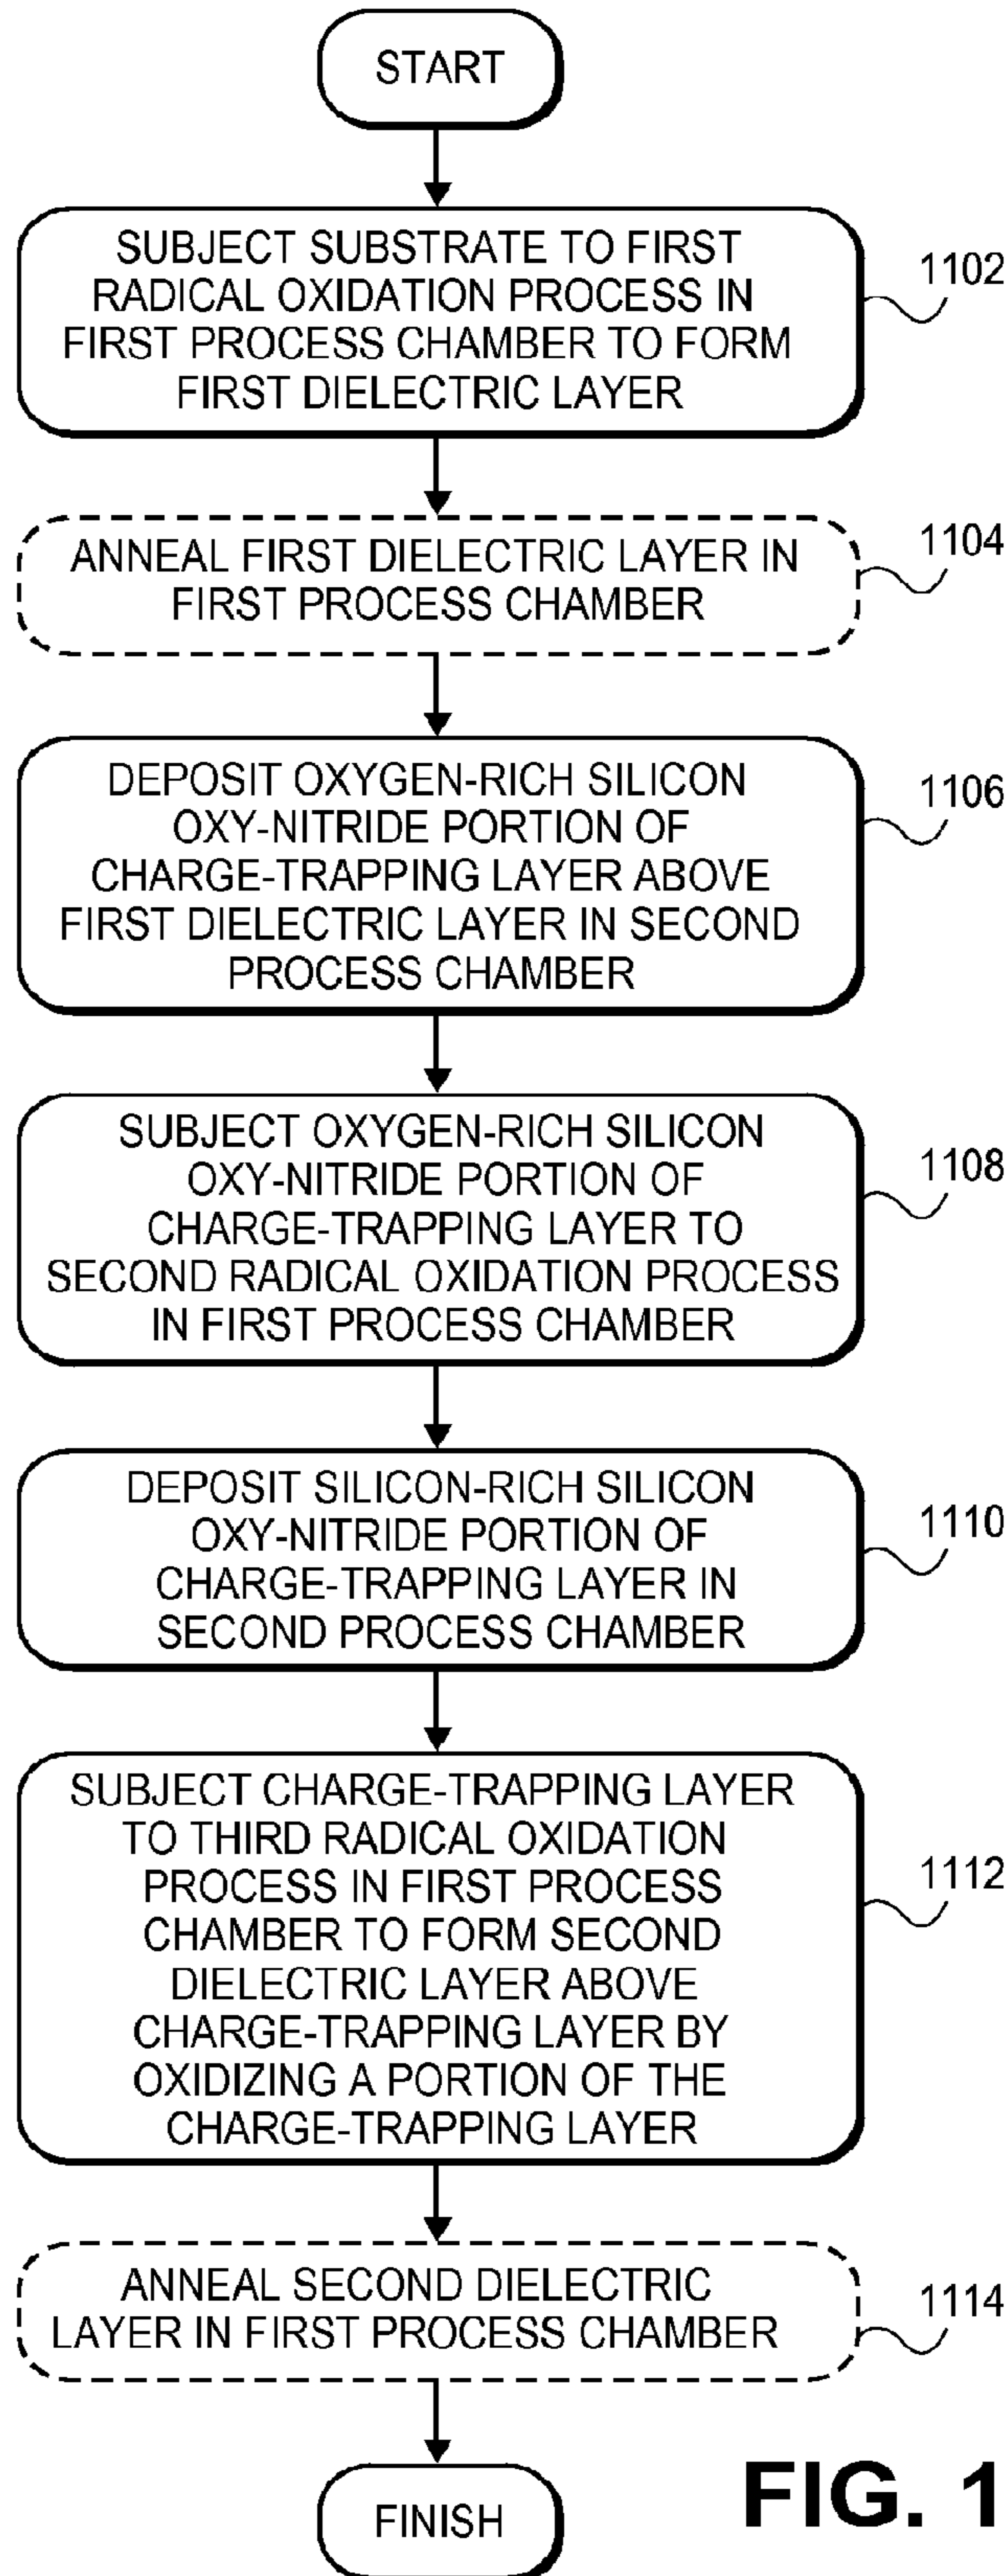 START
SUBJECT SUBSTRATE TO FIRST
RADICAL OXIDATION PROCESS IN
FIRST PROCESS CHAMBER TO FORM
FIRST DIELECTRIC LAYER
1102
ANNEAL FIRST DIELECTRIC LAYER IN
FIRST PROCESS CHAMBER
1104
DEPOSIT OXYGEN-RICH SILICON
OXY-NITRIDE PORTION OF
CHARGE-TRAPPING LAYER ABOVE
FIRST DIELECTRIC LAYER IN SECOND
PROCESS CHAMBER
1106
SUBJECT OXYGEN-RICH SILICON
OXY-NITRIDE PORTION OF
CHARGE-TRAPPING LAYER TO
SECOND RADICAL OXIDATION PROCESS
IN FIRST PROCESS CHAMBER
1108
DEPOSIT SILICON-RICH SILICON
OXY-NITRIDE PORTION OF
CHARGE-TRAPPING LAYER IN
SECOND PROCESS CHAMBER
1110
SUBJECT CHARGE-TRAPPING LAYER
TO THIRD RADICAL OXIDATION
PROCESS IN FIRST PROCESS
CHAMBER TO FORM SECOND
DIELECTRIC LAYER ABOVE
CHARGE-TRAPPING LAYER BY
OXIDIZING A PORTION OF THE
CHARGE-TRAPPING LAYER
1112
ANNEAL SECOND DIELECTRIC
LAYER IN FIRST PROCESS CHAMBER
1114
FINISH
FIG. 1